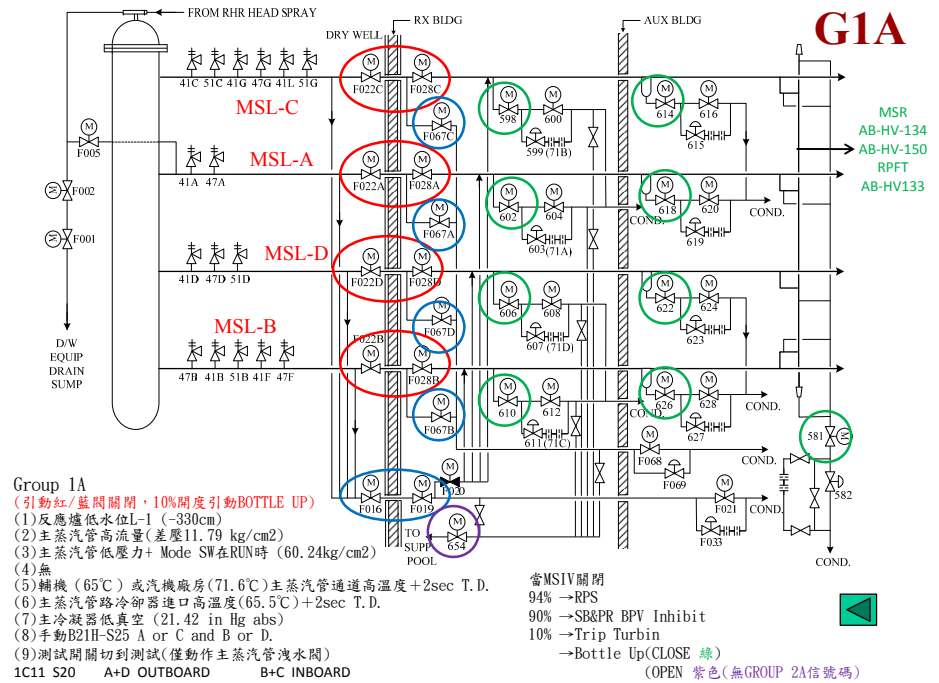 FROM RHR HEAD SPRAY
RX BLDG
AUX BLDG
G1A
DRY WELL
M
41C 51C 41G 47G 41L 51G
M M
F022C F028C
MSL-C
M
F067C
M M
598 600
599 (71B)
M M
614 616
615
MSR
AB-HV-134
AB-HV-150
RPFT
AB-HV133
M
F005
MSL-A
41A 47A
M M
F022A F028A
M
F067A
M M
602 604
603 (71A)
COND.
M M
618 620
619
COND.
M
F002
M
F001
MSL-D
41D 47D 51D
M M
F022D F028D
M
F067D
M M
606 608
607 (71D)
M M
622 624
623
D/W
EQUIP
DRAIN
SUMP
MSL-B
47B 41B 51B 41F 47F
F022B
M M
F028B
M
F067B
M M
610 612
611 (71C)
COND.
M M
626 628
627
COND.
M
F068
F069
COND.
581 M
582
COND.
M M
F016 F019
M
F020
M
F021
F033
TO
SUPP
POOL
M
654
Group 1A
(引動紅/藍閥關閉，10%開度引動BOTTLE UP)
(1)反應爐低水位L-1 (-330cm)
(2)主蒸汽管高流量(差壓11.79 kg/cm2)
(3)主蒸汽管低壓力+ Mode SW在RUN時 (60.24kg/cm2)
(4)無
(5)輔機 (65℃) 或汽機廠房(71.6℃)主蒸汽管通道高溫度+2sec T.D.
(6)主蒸汽管路冷卻器進口高溫度(65.5℃)+2sec T.D.
(7)主冷凝器低真空 (21.42 in Hg abs)
(8)手動B21H-S25 A or C and B or D.
(9)測試開關切到測試(僅動作主蒸汽管洩水閥)
1C11 S20 A+D OUTBOARD B+C INBOARD
當MSIV關閉
94% →RPS
90% →SB&PR BPV Inhibit
10% →Trip Turbin
→Bottle Up(CLOSE 綠)
(OPEN 紫色(無GROUP 2A信號碼)